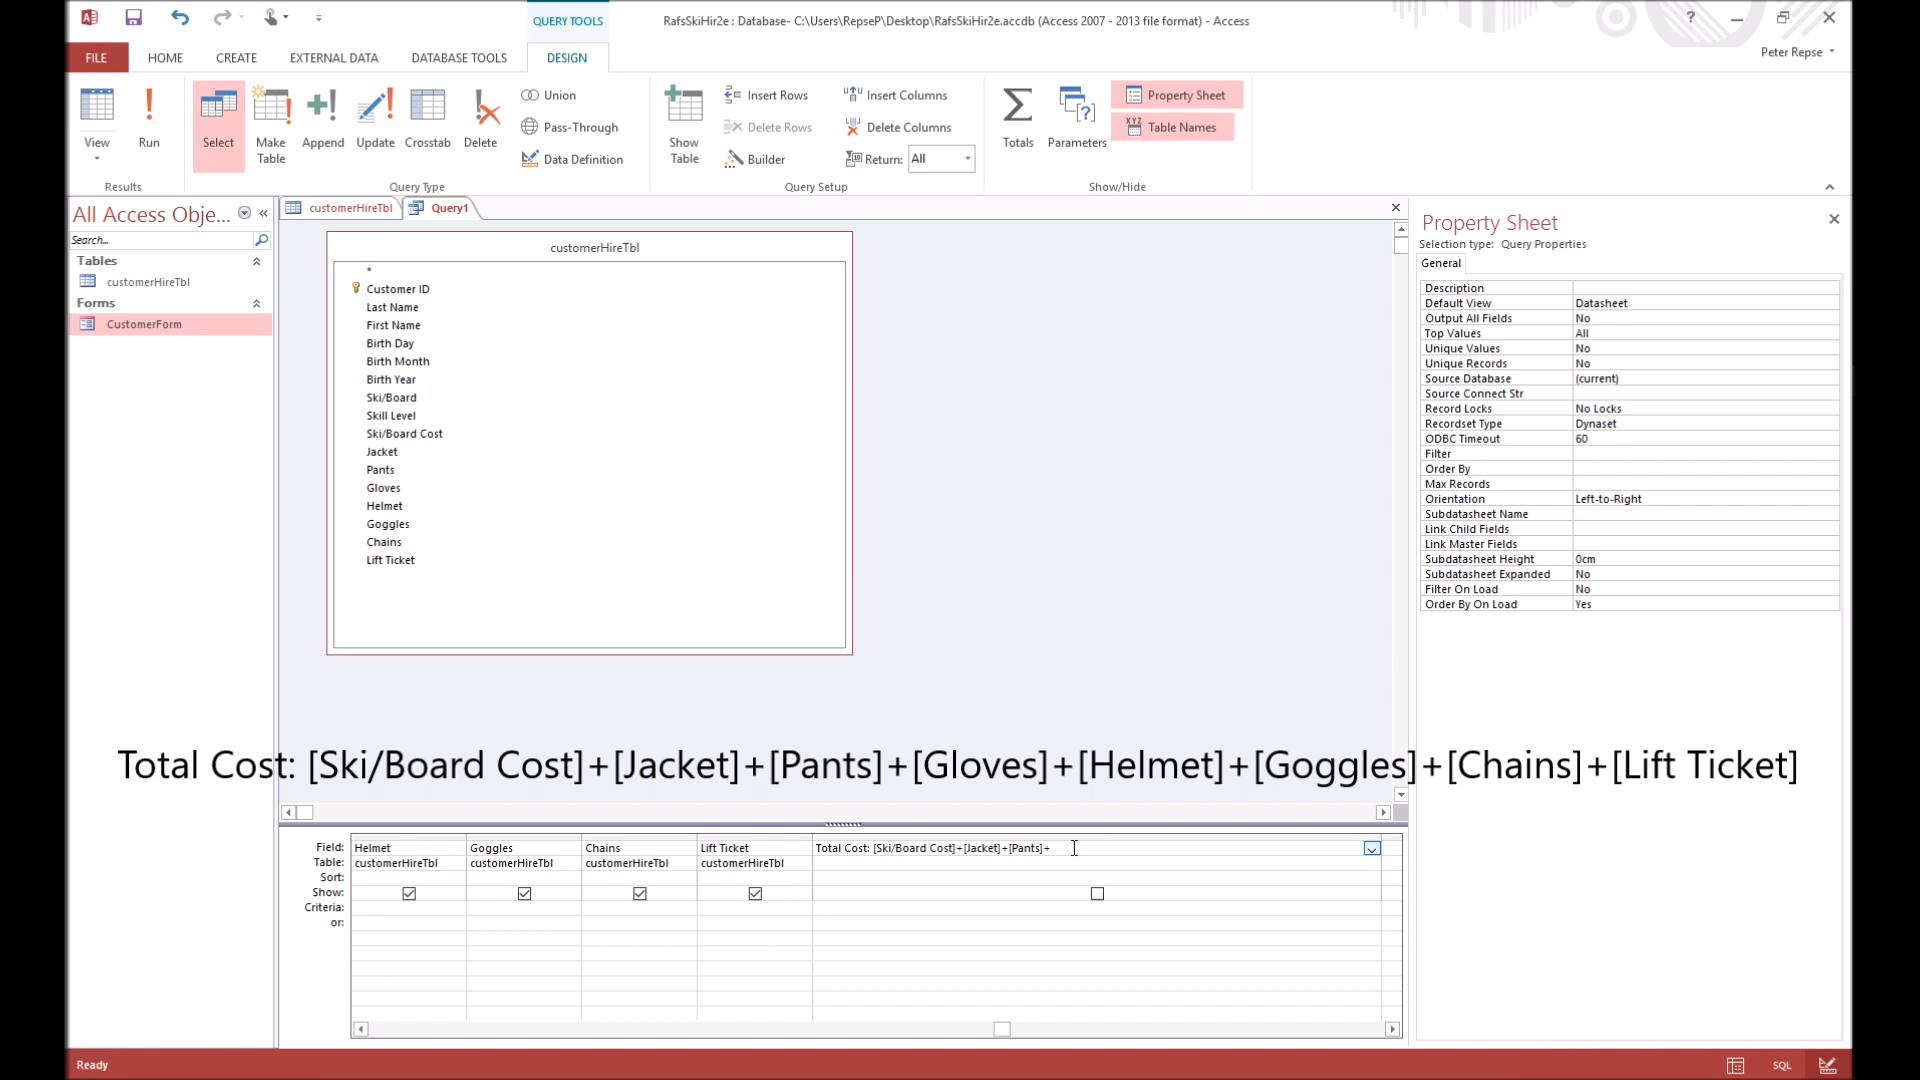 QUERY TOOLS
RafsSkiHir2e : Database- C:\Users\RepseP\Desktop\RafsSkiHir2e.accdb (Access 2007 - 2013 file format) - Access
?
Peter Repse
FILE
HOME
CREATE
EXTERNAL DATA
DATABASE TOOLS
DESIGN
View
Run
Select
Make Table
Append
Update
Crosstab
Delete
Union
Pass-Through
Data Definition
Show Table
Insert Rows
Delete Rows
Builder
Insert Columns
Delete Columns
Return: All
Totals
Parameters
Property Sheet
XYZ Table Names
Results
Query Type
Query Setup
Show/Hide
All Access Obje...
Search...
Tables
customerHireTbl
Forms
CustomerForm
customerHireTbl
Query1
customerHireTbl
*
Customer ID
Last Name
First Name
Birth Day
Birth Month
Birth Year
Ski/Board
Skill Level
Ski/Board Cost
Jacket
Pants
Gloves
Helmet
Goggles
Chains
Lift Ticket
Property Sheet
Selection type: Query Properties
General
Description
Default View Datasheet
Output All Fields No
Top Values All
Unique Values No
Unique Records No
Source Database (current)
Source Connect Str
Record Locks No Locks
Recordset Type Dynaset
ODBC Timeout 60
Filter
Order By
Max Records
Orientation Left-to-Right
Subdatasheet Name
Link Child Fields
Link Master Fields
Subdatasheet Height 0cm
Subdatasheet Expanded No
Filter On Load No
Order By On Load Yes
Total Cost: [Ski/Board Cost]+[Jacket]+[Pants]+[Gloves]+[Helmet]+[Goggles]+[Chains]+[Lift Ticket]
Field: Helmet Goggles Chains Lift Ticket Total Cost: [Ski/Board Cost]+[Jacket]+[Pants]+
Table: customerHireTbl customerHireTbl customerHireTbl customerHireTbl
Sort:
Show:
Criteria:
or:
Ready
SQL